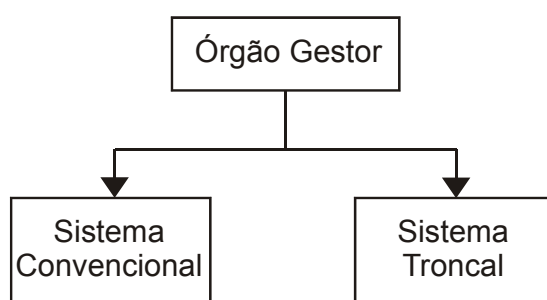 Órgão Gestor
Sistema
Convencional
Sistema
Troncal